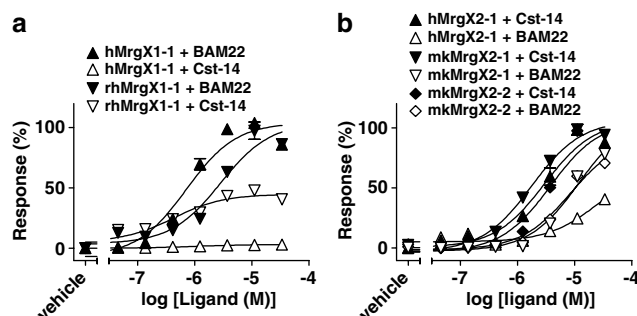 a
▲ hMrgX1-1 + BAM22
△ hMrgX1-1 + Cst-14
▼ rhMrgX1-1 + BAM22
▽ rhMrgX1-1 + Cst-14
Response (%)
100
50
0
vehicle
-7 -6 -5 -4
log [Ligand (M)]
b
▲ hMrgX2-1 + Cst-14
△ hMrgX2-1 + BAM22
▼ mkMrgX2-1 + Cst-14
▽ mkMrgX2-1 + BAM22
◆ mkMrgX2-2 + Cst-14
◇ mkMrgX2-2 + BAM22
Response (%)
100
50
0
vehicle
-7 -6 -5 -4
log [ligand (M)]